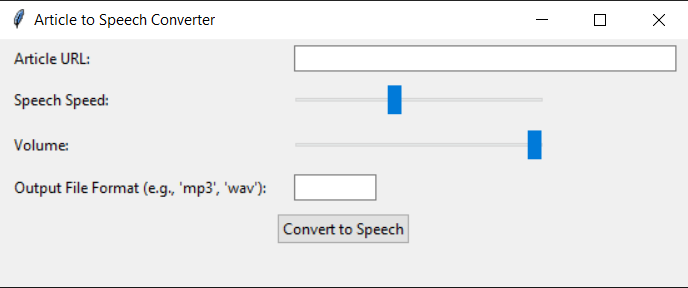 Article to Speech Converter
Article URL:
Speech Speed:
Volume:
Output File Format (e.g., 'mp3', 'wav'):
Convert to Speech